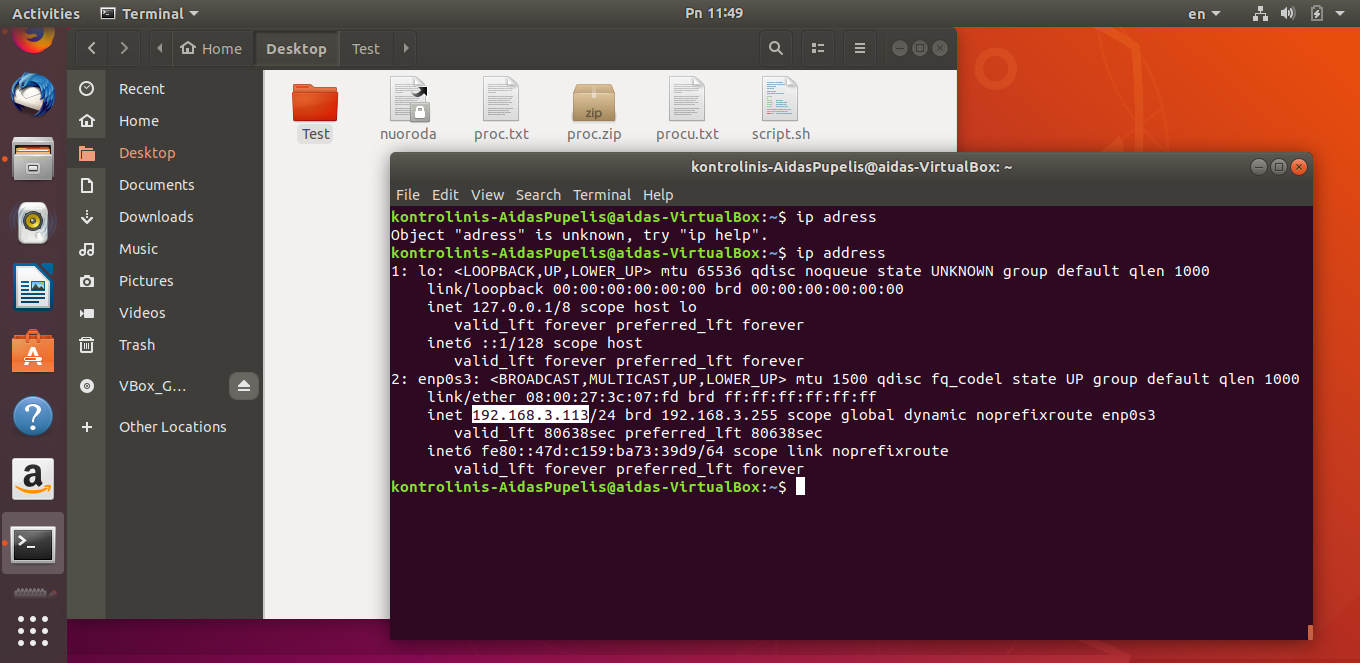 Activities Terminal Pn 11:49 en
Home Desktop Test
Recent
Home
Desktop
Documents
Downloads
Music
Pictures
Videos
Trash
VBox_G…
Other Locations
Test nuoroda proc.txt proc.zip procu.txt script.sh
zip
kontrolinis-AidasPupelis@aidas-VirtualBox: ~
File Edit View Search Terminal Help
kontrolinis-AidasPupelis@aidas-VirtualBox:~$ ip adress
Object "adress" is unknown, try "ip help".
kontrolinis-AidasPupelis@aidas-VirtualBox:~$ ip address
1: lo: <LOOPBACK,UP,LOWER_UP> mtu 65536 qdisc noqueue state UNKNOWN group default qlen 1000
link/loopback 00:00:00:00:00:00 brd 00:00:00:00:00:00
inet 127.0.0.1/8 scope host lo
valid_lft forever preferred_lft forever
inet6 ::1/128 scope host
valid_lft forever preferred_lft forever
2: enp0s3: <BROADCAST,MULTICAST,UP,LOWER_UP> mtu 1500 qdisc fq_codel state UP group default qlen 1000
link/ether 08:00:27:3c:07:fd brd ff:ff:ff:ff:ff:ff
inet 192.168.3.113/24 brd 192.168.3.255 scope global dynamic noprefixroute enp0s3
valid_lft 80638sec preferred_lft 80638sec
inet6 fe80::47d:c159:ba73:39d9/64 scope link noprefixroute
valid_lft forever preferred_lft forever
kontrolinis-AidasPupelis@aidas-VirtualBox:~$